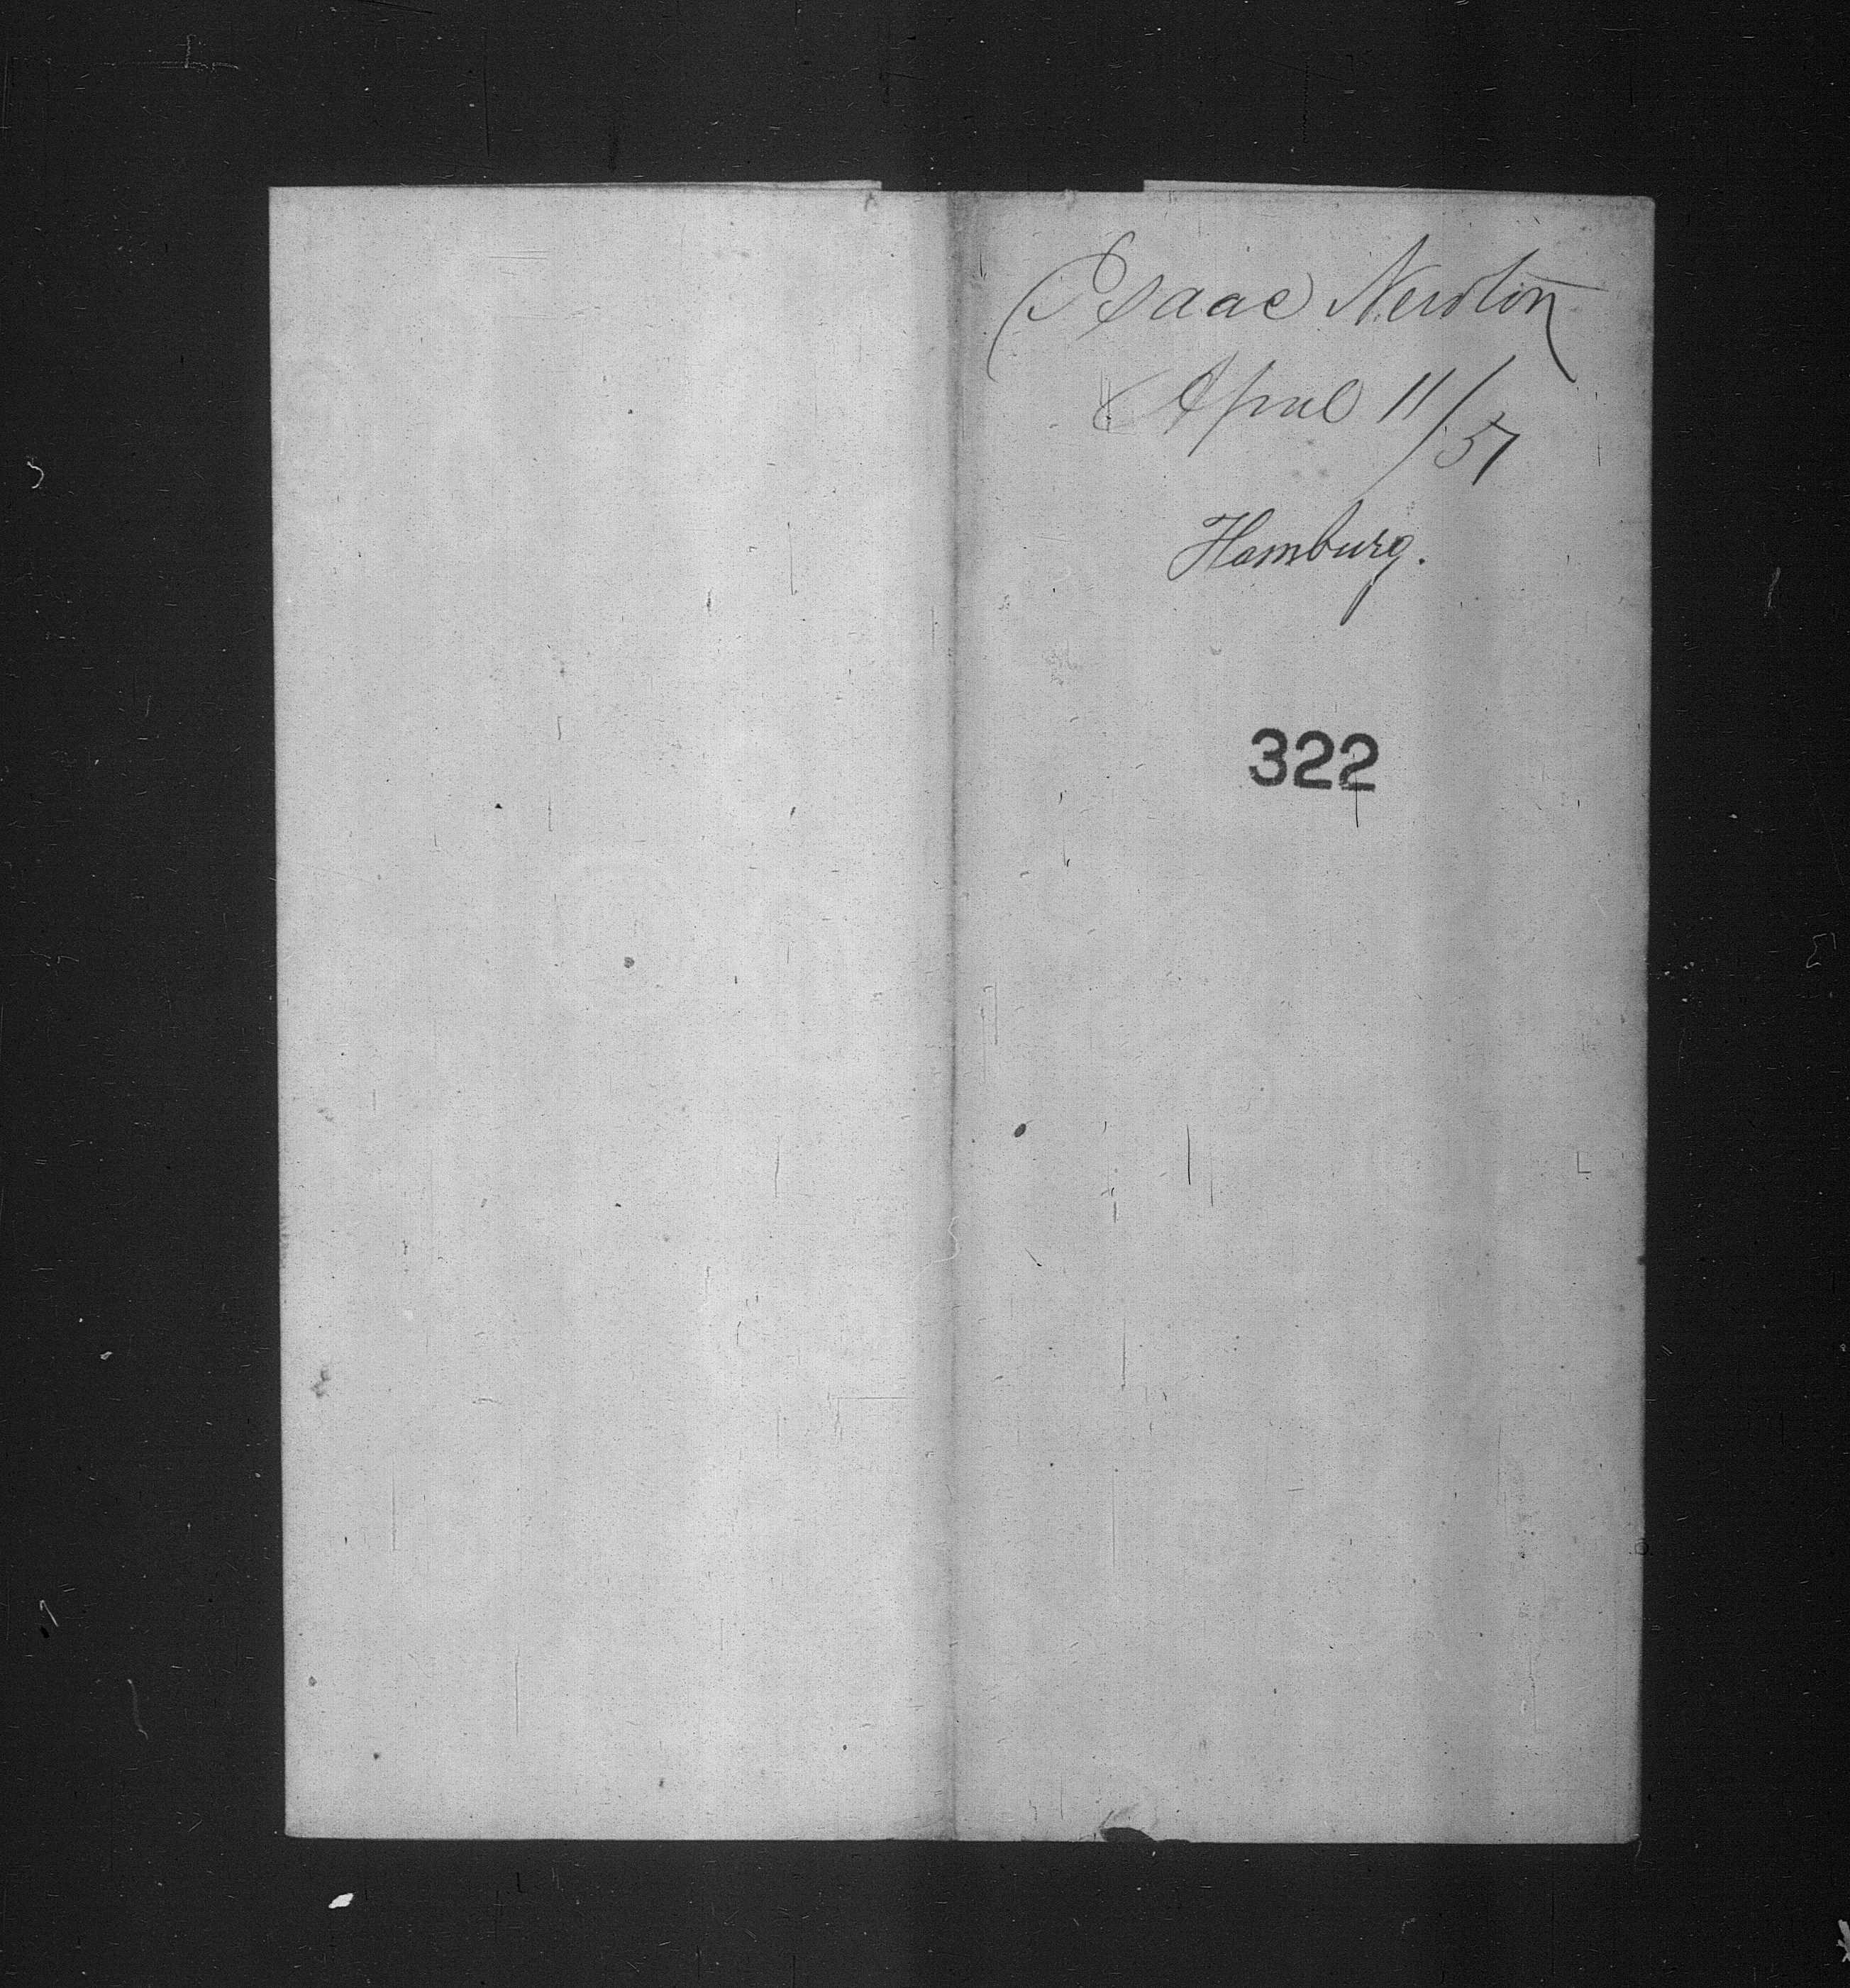 Isaac Newton
April 11/57
Hamburg.
322